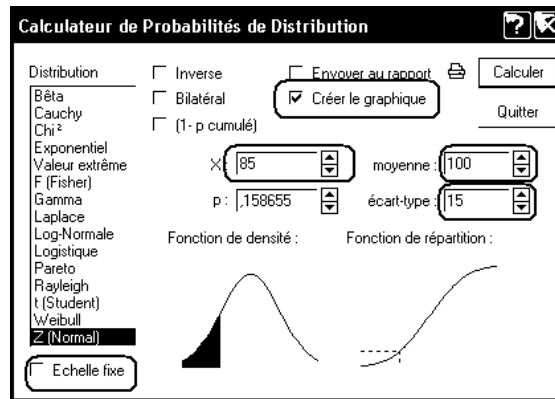 Calculateur de Probabilités de Distribution
Distribution
Bêta
Cauchy
Chi ²
Exponentiel
Valeur extrême
F (Fisher)
Gamma
Laplace
Log-Normale
Logistique
Pareto
Rayleigh
t (Student)
Weibull
Z (Normal)
Echelle fixe
Inverse
Bilatéral
(1- p cumulé)
Envoyer au rapport
Créer le graphique
Calculer
Quitter
X: 85
moyenne : 100
p : ,158655
écart-type : 15
Fonction de densité :
Fonction de répartition :